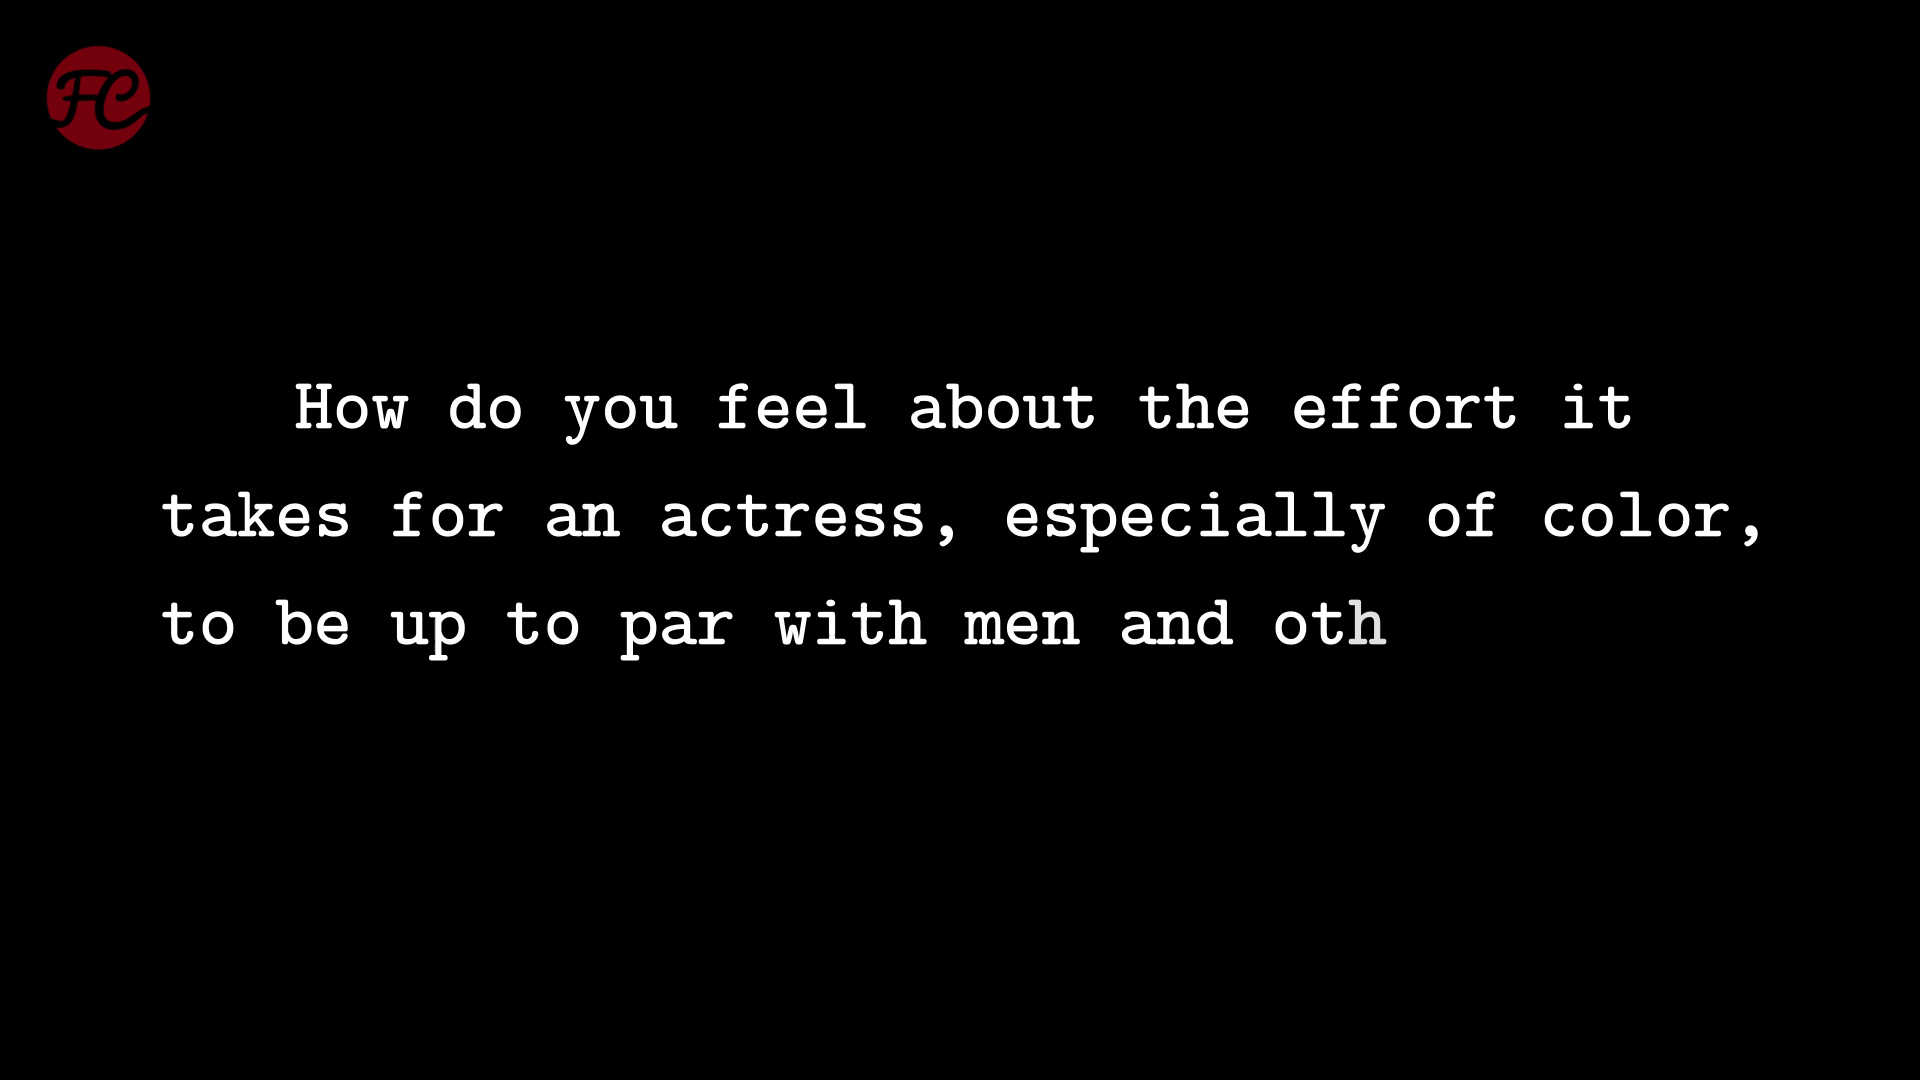 FC
How do you feel about the effort it
takes for an actress, especially of color,
to be up to par with men and oth